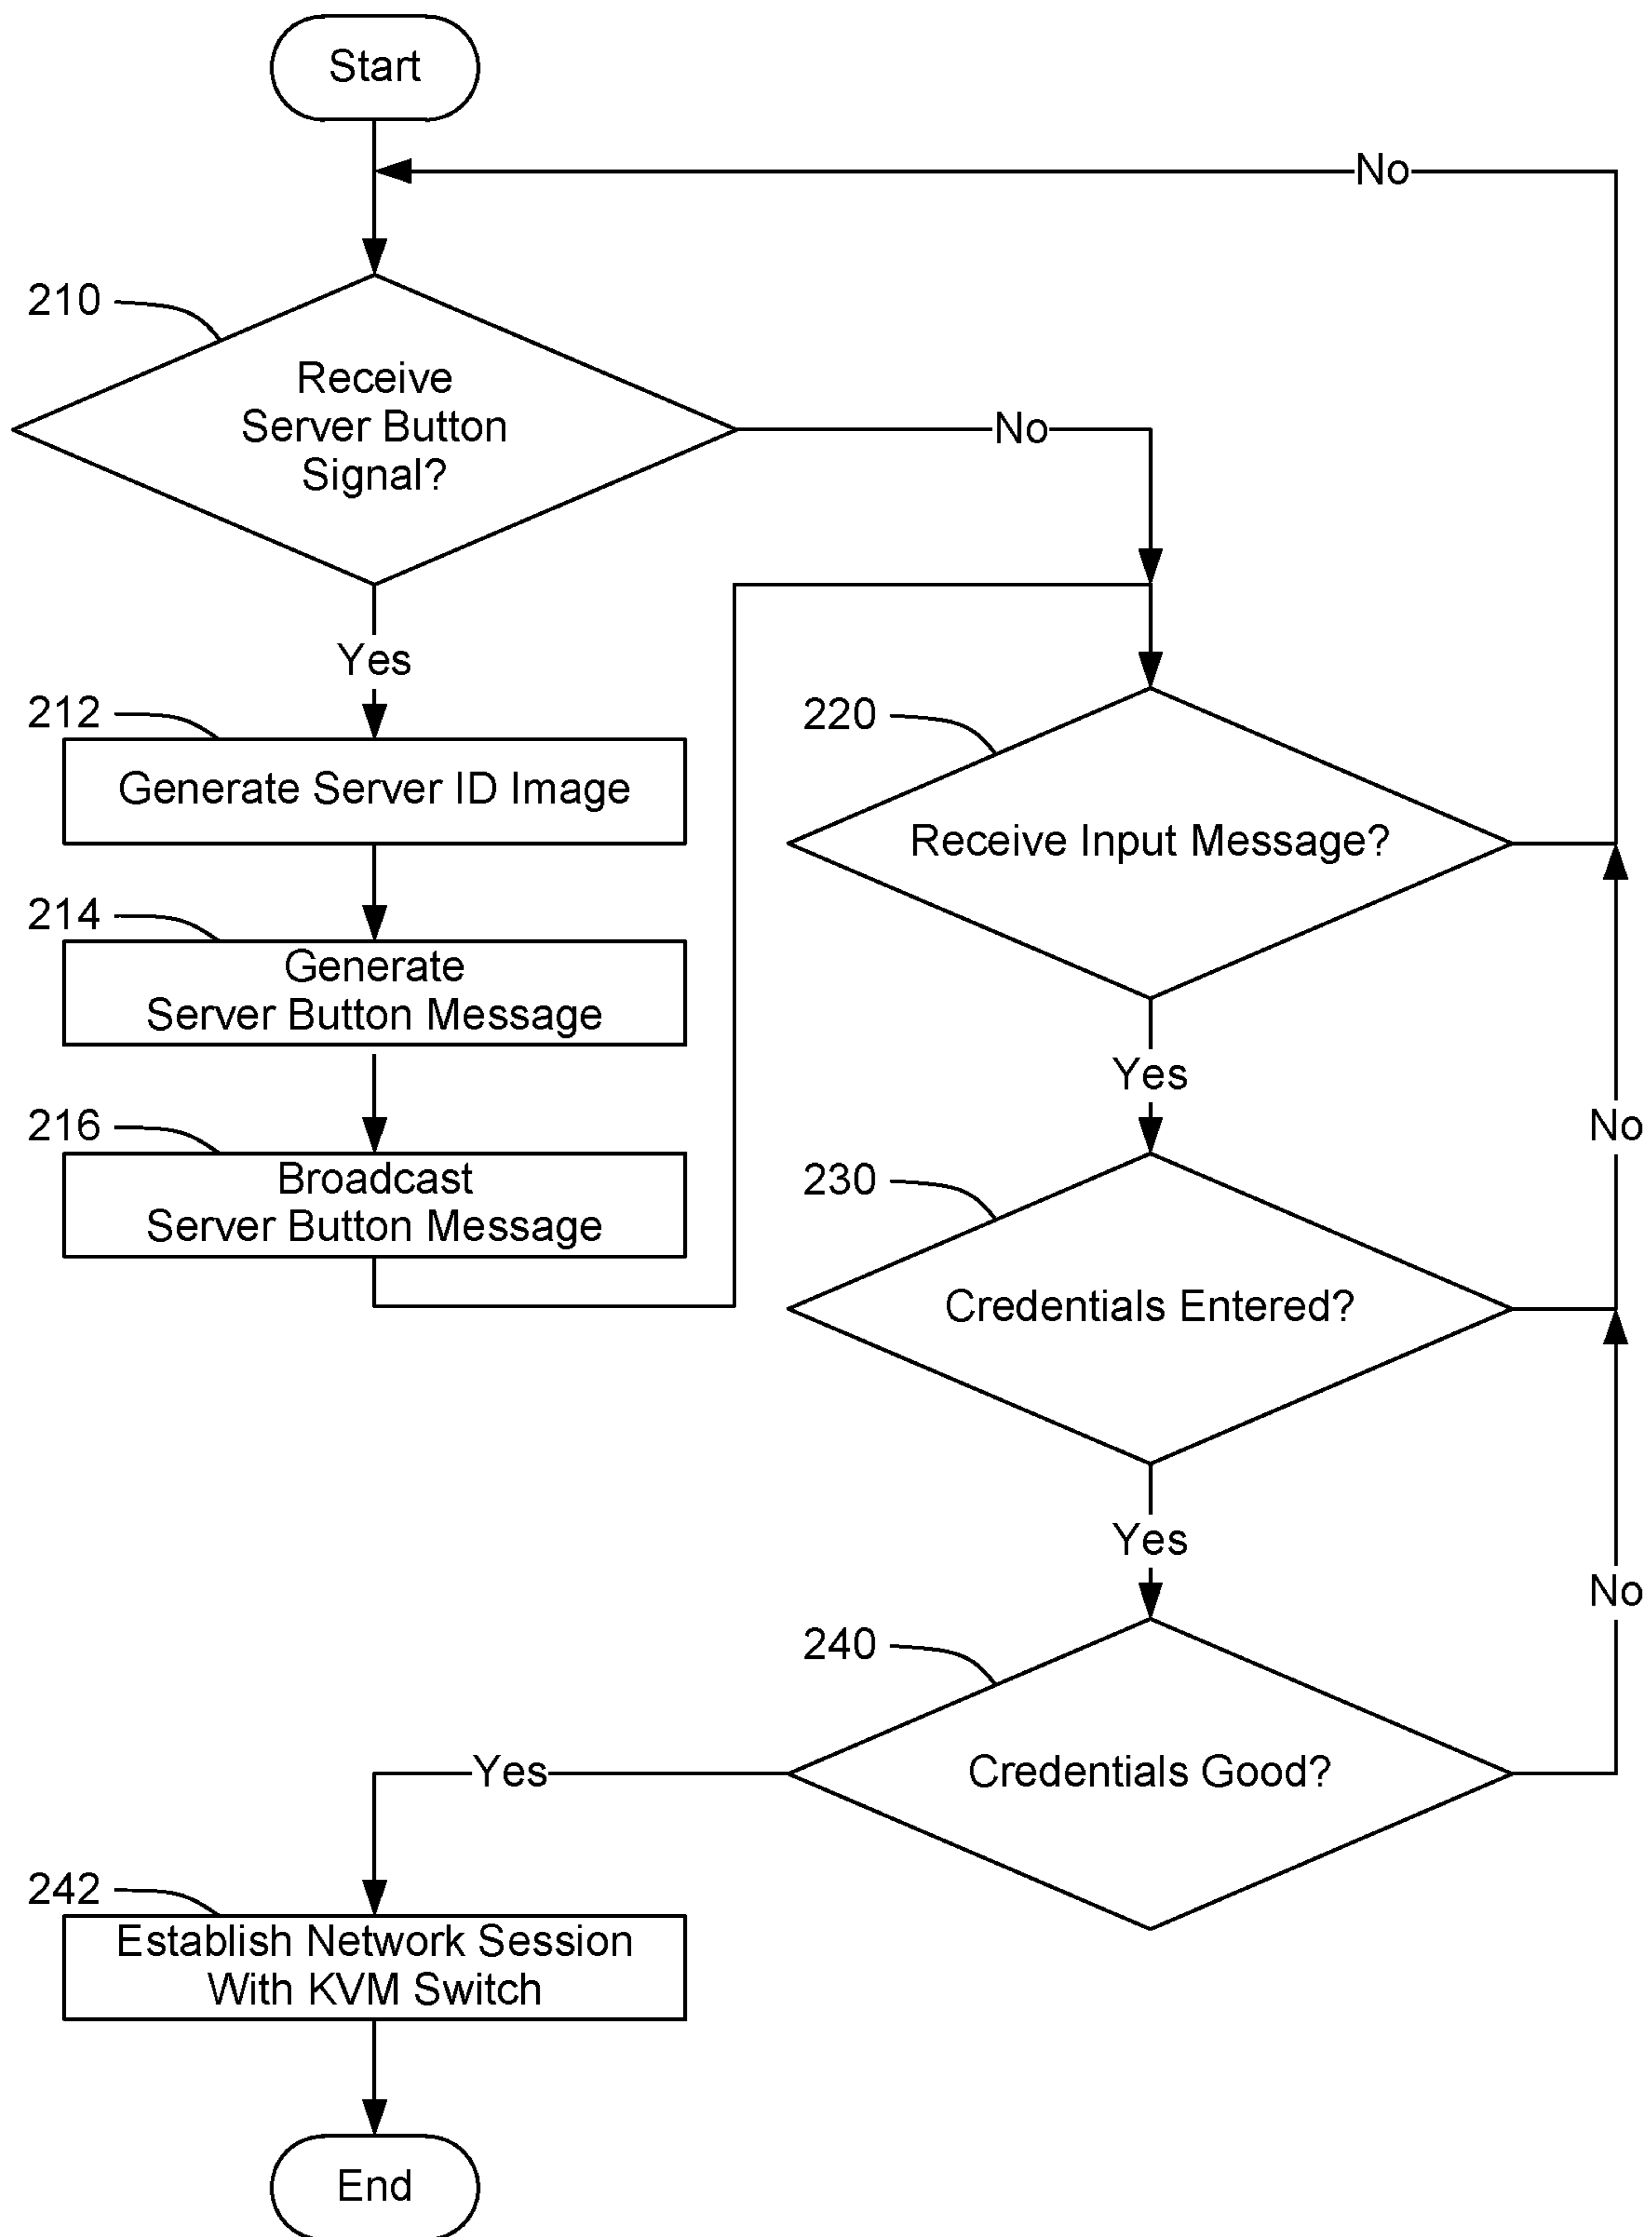 Start
No
210
Receive
Server Button
Signal?
No
Yes
212
Generate Server ID Image
220
Receive Input Message?
214
Generate
Server Button Message
Yes
216
Broadcast
Server Button Message
No
230
Credentials Entered?
Yes
No
240
Credentials Good?
Yes
242
Establish Network Session
With KVM Switch
End